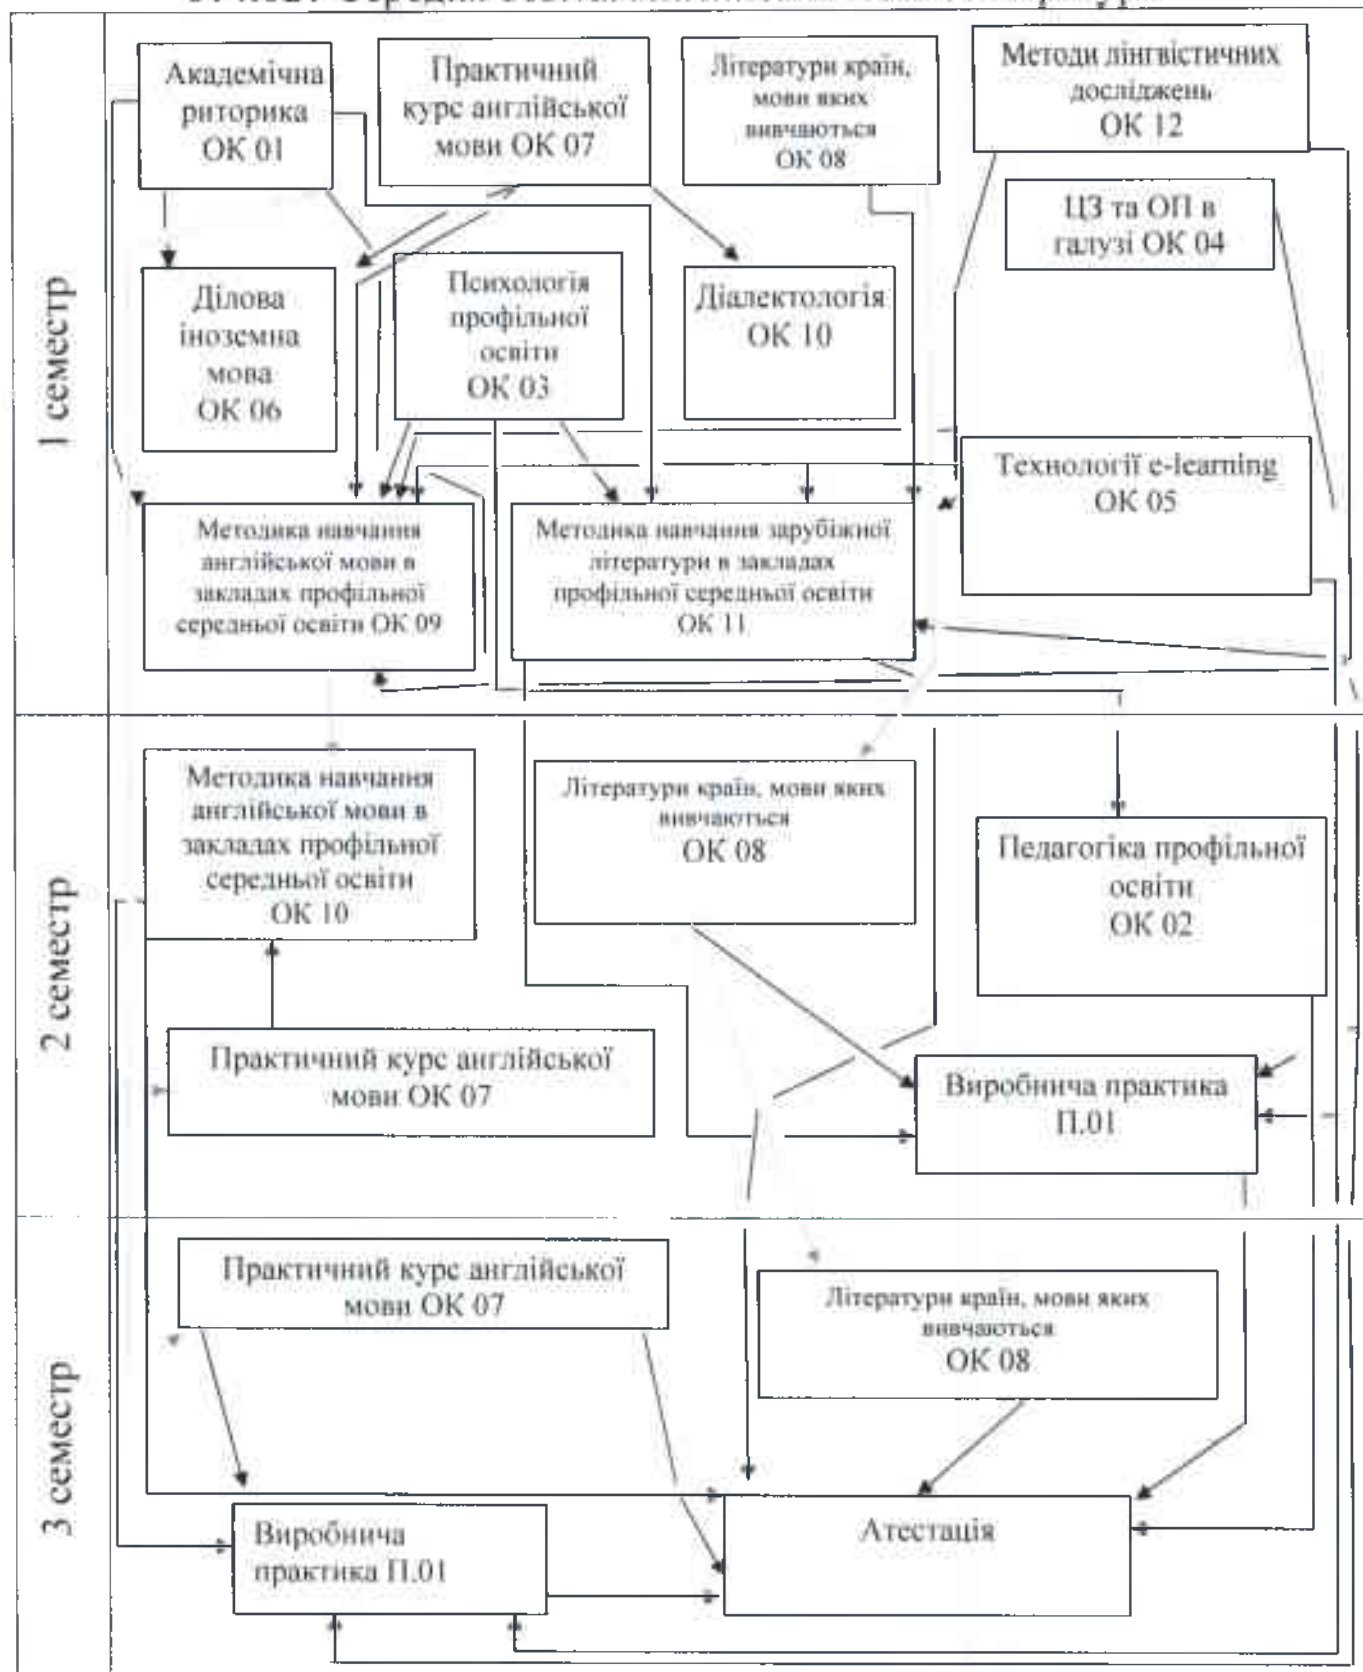 1 семестр
Академічна
риторика
ОК 01
Практичний
курс англійської
мови ОК 07
Літератури країн,
мови яких
вивчаються
ОК 08
Методи лінгвістичних
досліджень
ОК 12
ЦЗ та ОП в
галузі ОК 04
Ділова
іноземна
мова
ОК 06
Психологія
профільної
освіти
ОК 03
Діалектологія
ОК 10
Технології e-learning
ОК 05
Методика навчання
англійської мови в
закладах профільної
середньої освіти ОК 09
Методика навчання зарубіжної
літератури в закладах
профільної середньої освіти
ОК 11
2 семестр
Методика навчання
англійської мови в
закладах профільної
середньої освіти
ОК 10
Літератури країн, мови яких
вивчаються
ОК 08
Педагогіка профільної
освіти
ОК 02
Практичний курс англійської
мови ОК 07
Виробнича практика
П.01
3 семестр
Практичний курс англійської
мови ОК 07
Літератури країн, мови яких
вивчаються
ОК 08
Виробнича
практика П.01
Атестація